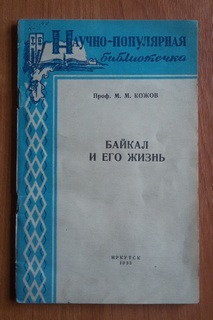 НАУЧНО-ПОПУЛЯРНАЯ
библиотечка
Проф. М. М. КОЖОВ
БАЙКАЛ
И ЕГО ЖИЗНЬ
ИРКУТСК